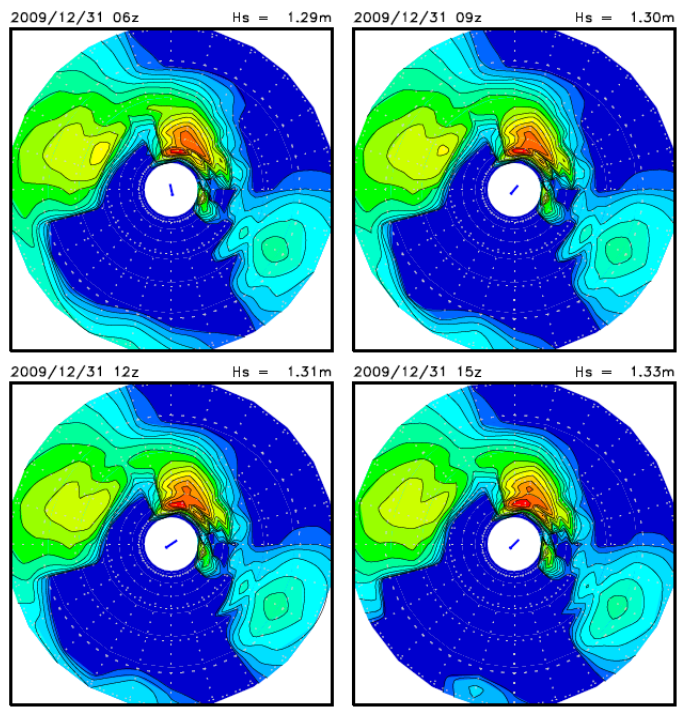 2009/12/31 06z Hs = 1.29m
2009/12/31 09z Hs = 1.30m
2009/12/31 12z Hs = 1.31m
2009/12/31 15z Hs = 1.33m